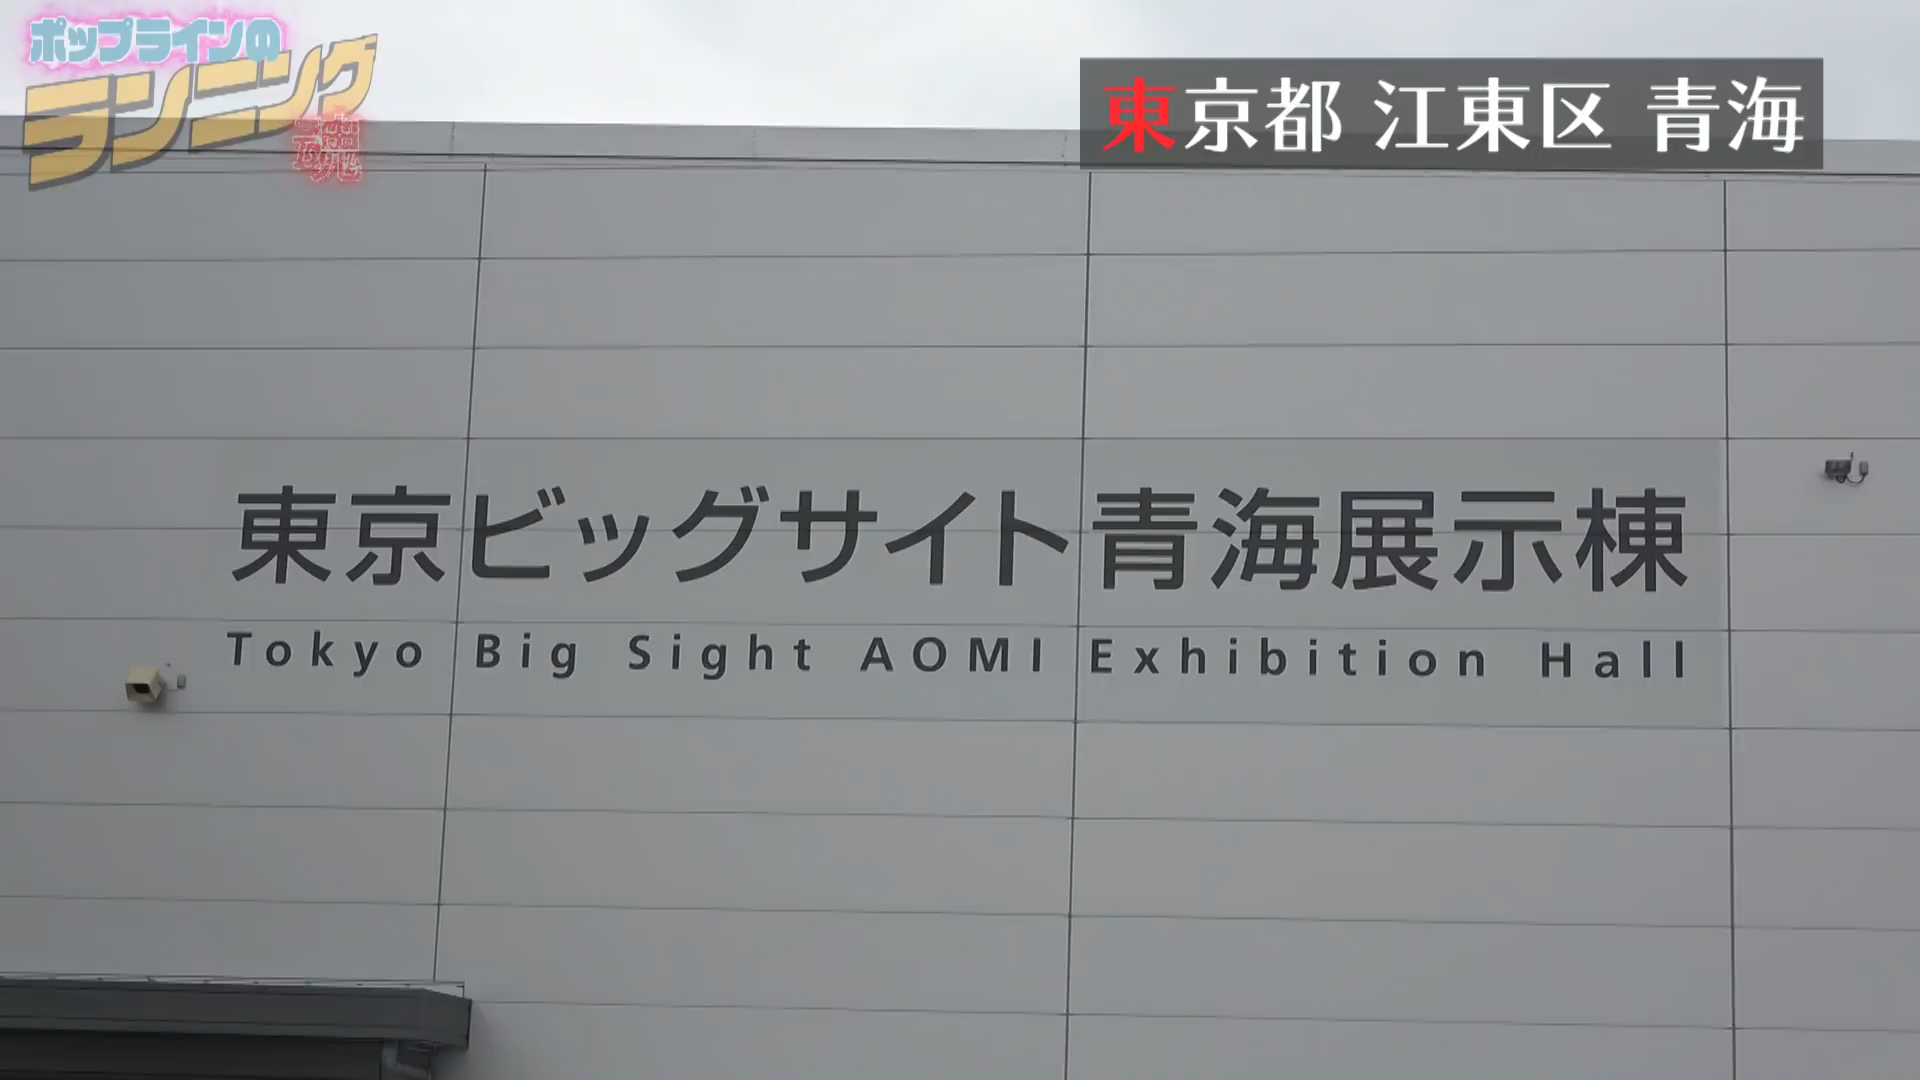 ポップラインの
ランニング
東京都 江東区 青海
東京ビッグサイト青海展示棟
Tokyo Big Sight AOMI Exhibition Hall